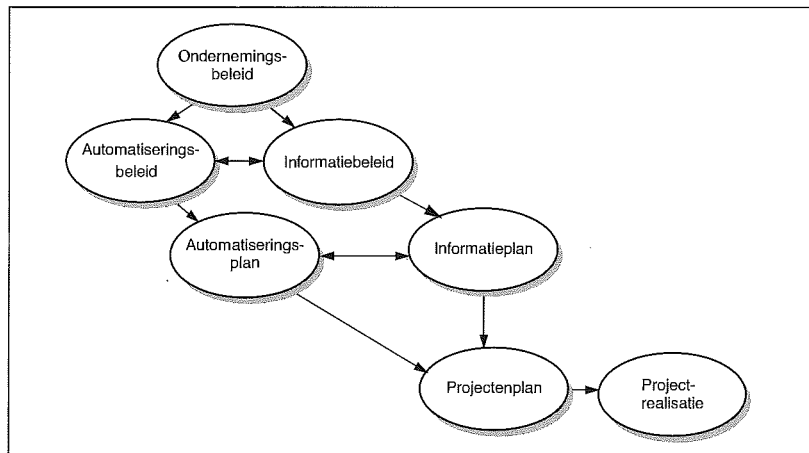 Ondernemings-
beleid
Automatiserings-
beleid
Informatiebeleid
Automatiserings-
plan
Informatieplan
Projectenplan
Project-
realisatie